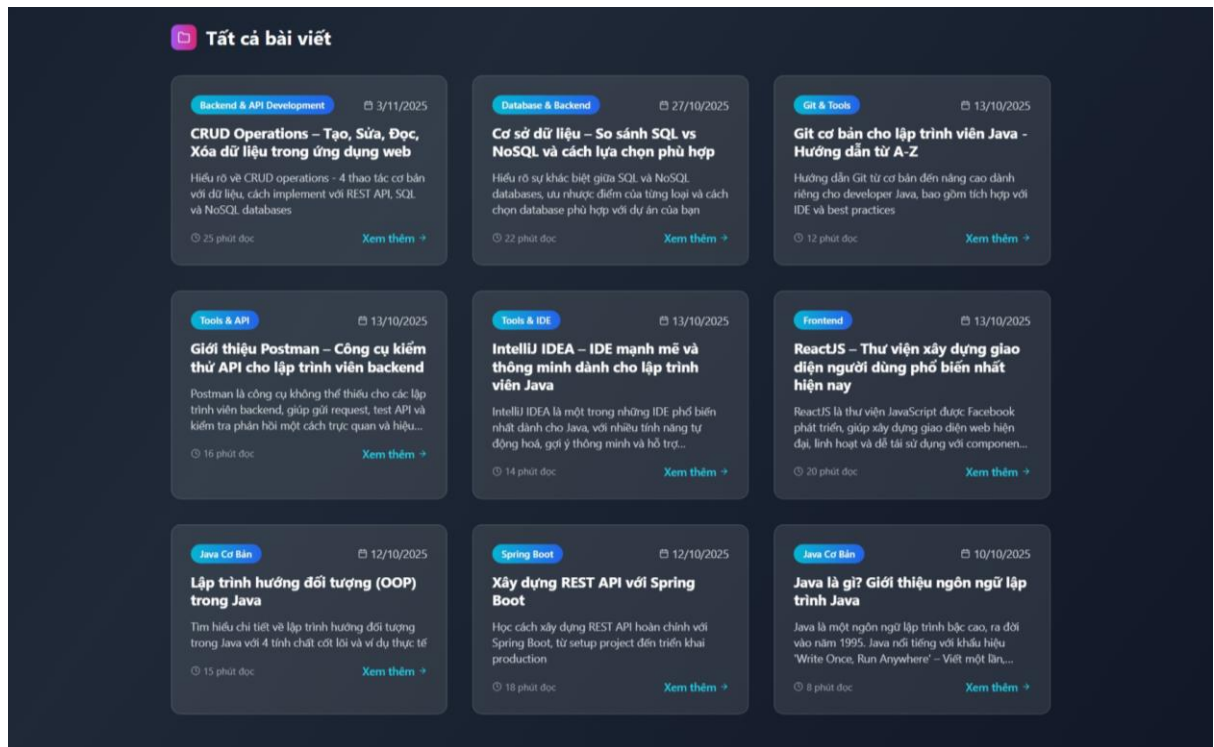 Tất cả bài viết
Backend & API Development
3/11/2025
CRUD Operations – Tạo, Sửa, Đọc,
Xóa dữ liệu trong ứng dụng web
Hiểu rõ về CRUD operations - 4 thao tác cơ bản
với dữ liệu, cách implement với REST API, SQL
và NoSQL databases
25 phút đọc
Xem thêm →
Database & Backend
27/10/2025
Cơ sở dữ liệu – So sánh SQL vs
NoSQL và cách lựa chọn phù hợp
Hiểu rõ sự khác biệt giữa SQL và NoSQL
databases, ưu nhược điểm của từng loại và cách
chọn database phù hợp với dự án của bạn
22 phút đọc
Xem thêm →
Git & Tools
13/10/2025
Git cơ bản cho lập trình viên Java -
Hướng dẫn từ A-Z
Hướng dẫn Git từ cơ bản đến nâng cao dành
riêng cho developer Java, bao gồm tích hợp với
IDE và best practices
12 phút đọc
Xem thêm →
Tools & API
13/10/2025
Giới thiệu Postman – Công cụ kiểm
thử API cho lập trình viên backend
Postman là công cụ không thể thiếu cho các lập
trình viên backend, giúp gửi request, test API và
kiểm tra phản hồi một cách trực quan và hiệu...
16 phút đọc
Xem thêm →
Tools & IDE
13/10/2025
IntelliJ IDEA – IDE mạnh mẽ và
thông minh dành cho lập trình
viên Java
IntelliJ IDEA là một trong những IDE phổ biến
nhất dành cho Java, với nhiều tính năng tự
động hoá, gợi ý thông minh và hỗ trợ...
14 phút đọc
Xem thêm →
Frontend
13/10/2025
ReactJS – Thư viện xây dựng giao
diện người dùng phổ biến nhất
hiện nay
ReactJS là thư viện JavaScript được Facebook
phát triển, giúp xây dựng giao diện web hiện
đại, linh hoạt và dễ tái sử dụng với componen...
20 phút đọc
Xem thêm →
Java Cơ Bản
12/10/2025
Lập trình hướng đối tượng (OOP)
trong Java
Tìm hiểu chi tiết về lập trình hướng đối tượng
trong Java với 4 tính chất cốt lõi và ví dụ thực tế
15 phút đọc
Xem thêm →
Spring Boot
12/10/2025
Xây dựng REST API với Spring
Boot
Học cách xây dựng REST API hoàn chỉnh với
Spring Boot, từ setup project đến triển khai
production
18 phút đọc
Xem thêm →
Java Cơ Bản
10/10/2025
Java là gì? Giới thiệu ngôn ngữ lập
trình Java
Java là một ngôn ngữ lập trình bậc cao, ra đời
vào năm 1995. Java nổi tiếng với khẩu hiệu
'Write Once, Run Anywhere' – Viết một lần,...
8 phút đọc
Xem thêm →